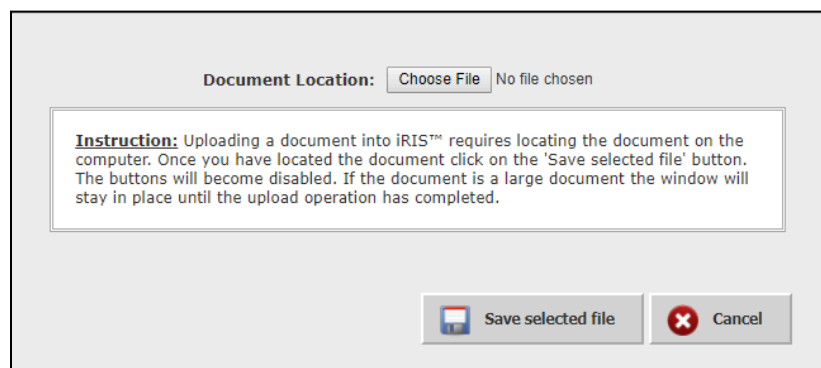 Document Location: Choose File No file chosen
Instruction: Uploading a document into iRIS™ requires locating the document on the
computer. Once you have located the document click on the 'Save selected file' button.
The buttons will become disabled. If the document is a large document the window will
stay in place until the upload operation has completed.
Save selected file Cancel